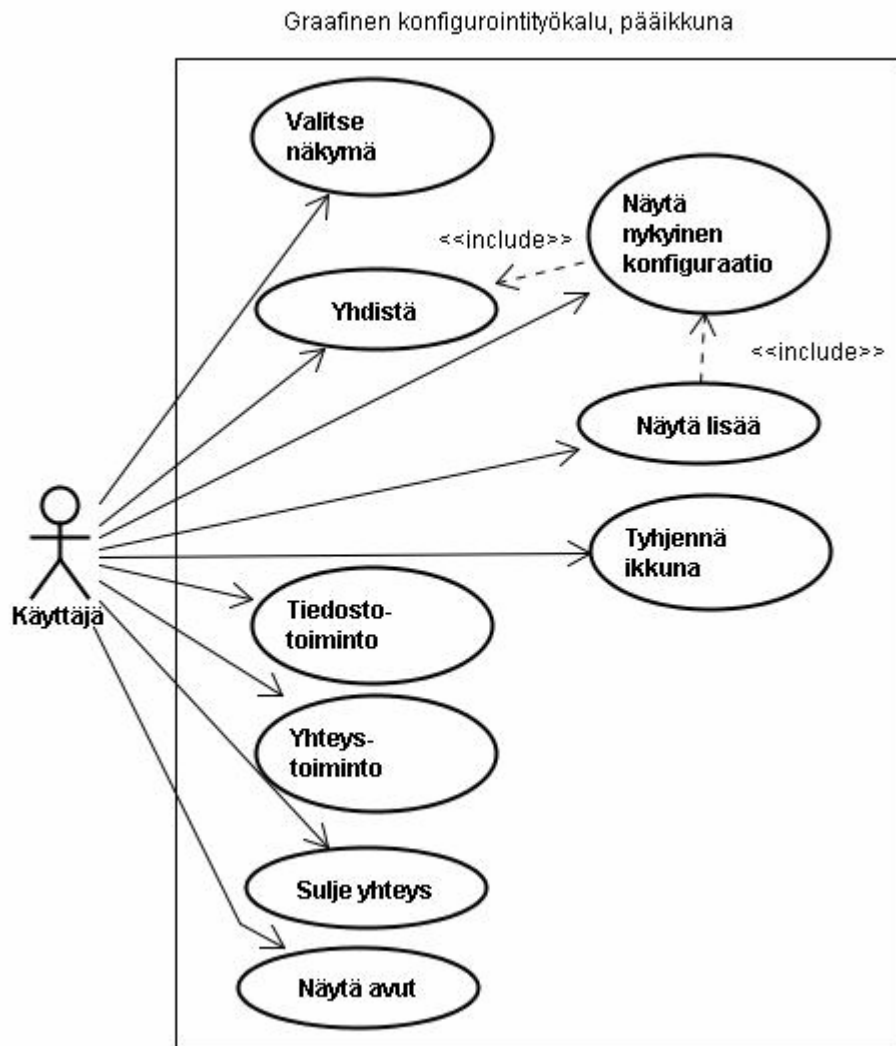 Graafinen konfigurointityökalu, pääikkuna
Valitse
näkymä
Näytä
nykyinen
konfiguraatio
<<include>>
Yhdistä
<<include>>
Näytä lisää
Tyhjennä
ikkuna
Käyttäjä
Tiedosto-
toiminto
Yhteys-
toiminto
Sulje yhteys
Näytä avut